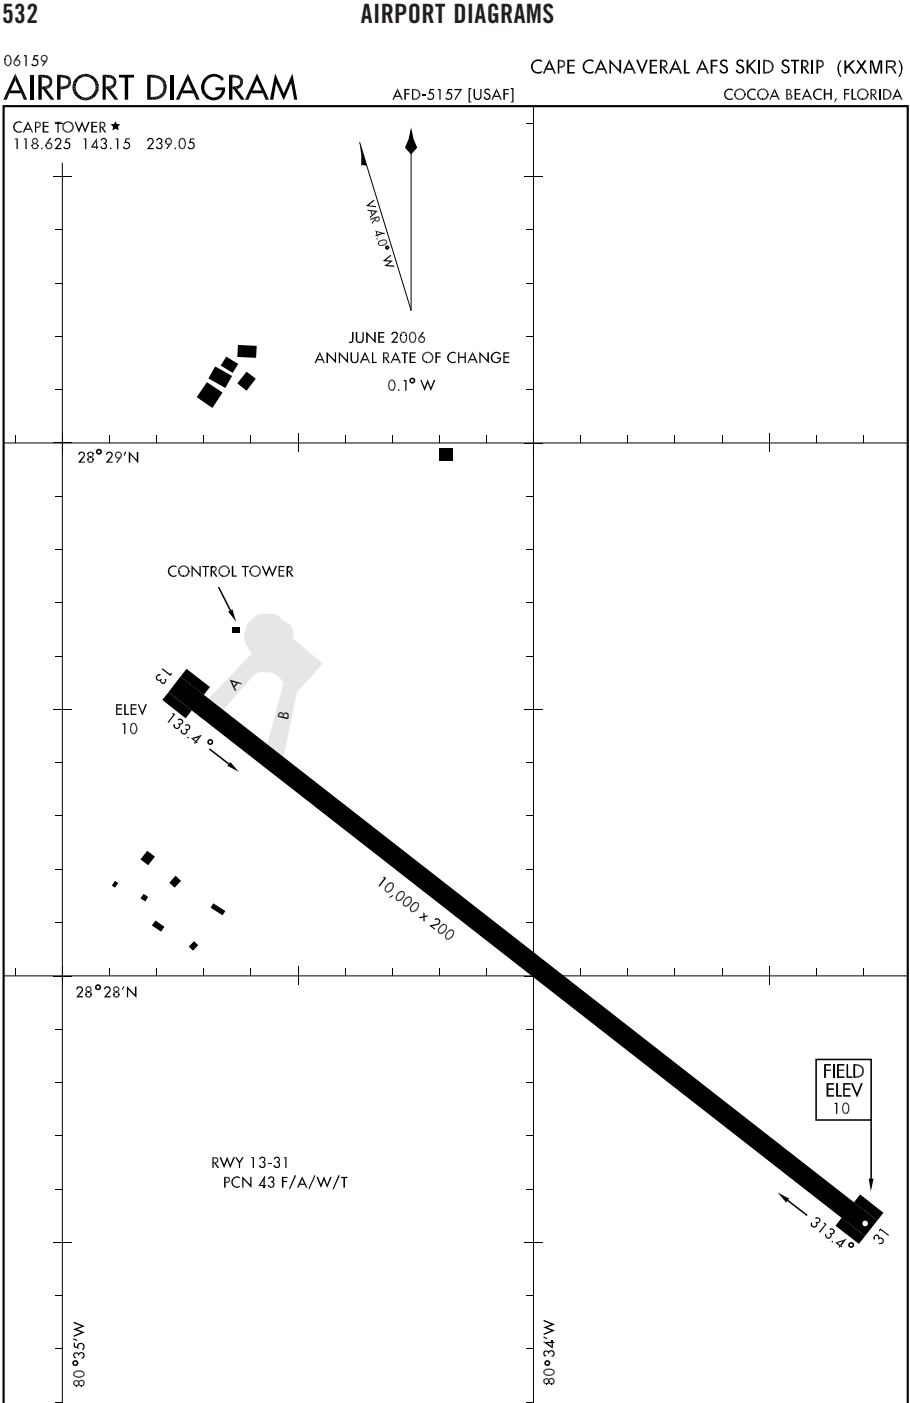 532
AIRPORT DIAGRAMS
06159
AIRPORT DIAGRAM
AFD-5157 [USAF]
CAPE CANAVERAL AFS SKID STRIP (KXMR)
COCOA BEACH, FLORIDA
CAPE TOWER ★
118.625 143.15 239.05
VAR 4.0° W
JUNE 2006
ANNUAL RATE OF CHANGE
0.1° W
28°29'N
CONTROL TOWER
13
A
B
ELEV
10
133.4°
10,000 x 200
28°28'N
FIELD
ELEV
10
RWY 13-31
PCN 43 F/A/W/T
313.4°
31
80°35'W
80°34'W